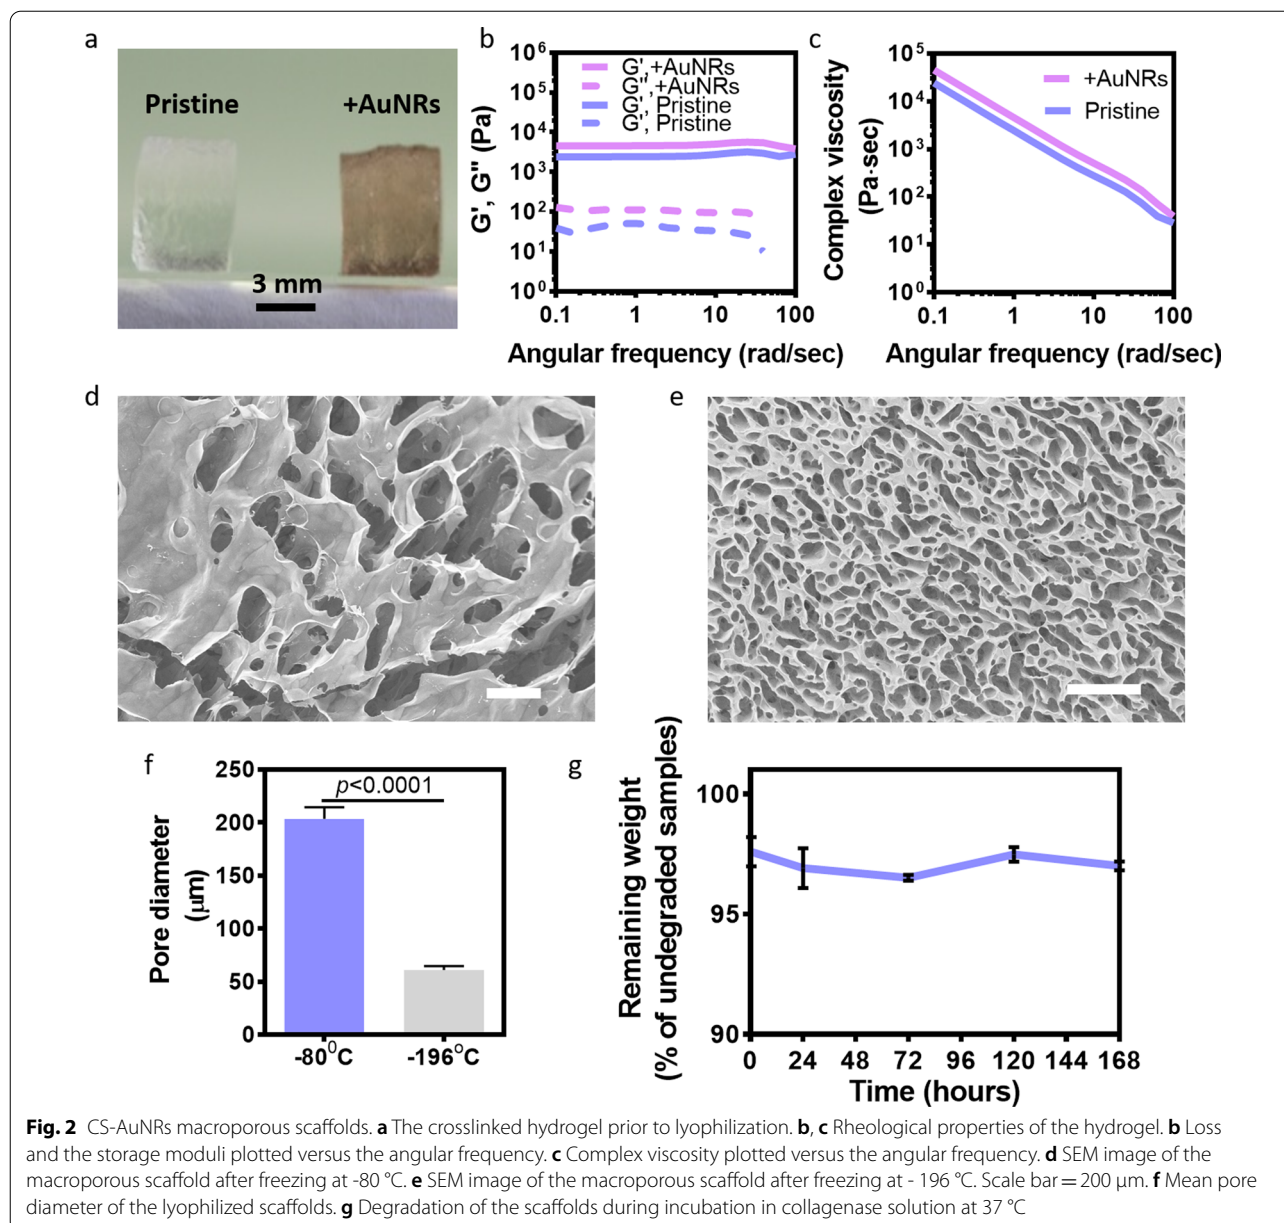 a
Pristine
+AuNRs
3 mm
b
G', G'' (Pa)
10⁶
10⁵
10⁴
10³
10²
10¹
10⁰
G',+AuNRs
G'',+AuNRs
G', Pristine
G', Pristine
0.1
1
10
100
Angular frequency (rad/sec)
c
Complex viscosity
(Pa·sec)
10⁵
10⁴
10³
10²
10¹
10⁰
+AuNRs
Pristine
0.1
1
10
100
Angular frequency (rad/sec)
d
e
f
Pore diameter
(μm)
250
200
150
100
50
0
p<0.0001
-80⁰C
-196°C
g
Remaining weight
(% of undegraded samples)
100
95
90
0 24 48 72 96 120 144 168
Time (hours)
Fig. 2 CS-AuNRs macroporous scaffolds. a The crosslinked hydrogel prior to lyophilization. b, c Rheological properties of the hydrogel. b Loss
and the storage moduli plotted versus the angular frequency. c Complex viscosity plotted versus the angular frequency. d SEM image of the
macroporous scaffold after freezing at -80 °C. e SEM image of the macroporous scaffold after freezing at - 196 °C. Scale bar = 200 μm. f Mean pore
diameter of the lyophilized scaffolds. g Degradation of the scaffolds during incubation in collagenase solution at 37 °C